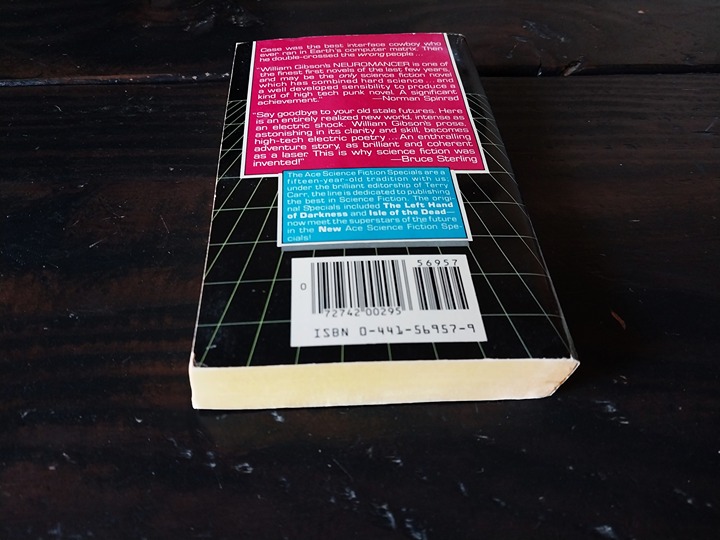 Case was the best interface cowboy who
ever ran in Earth's computer matrix. Then
he double-crossed the wrong people . . .
"William Gibson's NEUROMANCER is one of
the finest first novels of the last few years,
and may be the only science fiction novel
which has combined hard science . . . and
a well developed sensibility to produce a
kind of high tech punk novel. A significant
achievement." —Norman Spinrad
"Say goodbye to your old stale futures. Here
is an entirely realized new world, intense as
an electric shock. William Gibson's prose,
astonishing in its clarity and skill, becomes
high-tech electric poetry . . . An enthralling
adventure story, as brilliant and coherent
as a laser. This is why science fiction was
invented!" —Bruce Sterling
The Ace Science Fiction Specials are a
fifteen-year-old tradition with us:
under the brilliant editorship of Terry
Carr, the line is dedicated to publishing
the best in Science Fiction. The origi-
nal Specials included The Left Hand
of Darkness and Isle of the Dead—
now meet the superstars of the future
in the New Ace Science Fiction Spe-
cials!
56957
0
72742 00295
ISBN 0-441-56957-9